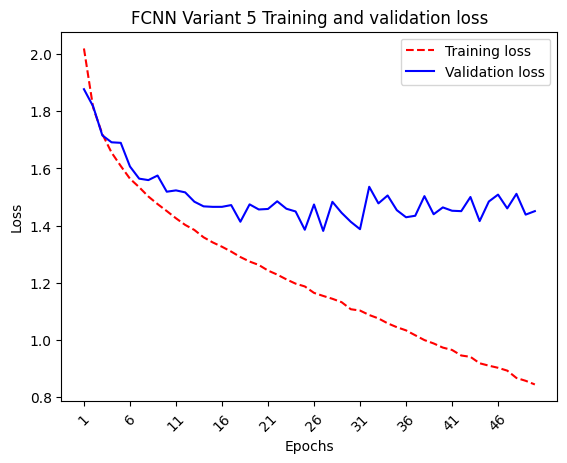 FCNN Variant 5 Training and validation loss
Training loss
Validation loss
Loss
2.0
1.8
1.6
1.4
1.2
1.0
0.8
1 6 11 16 21 26 31 36 41 46
Epochs